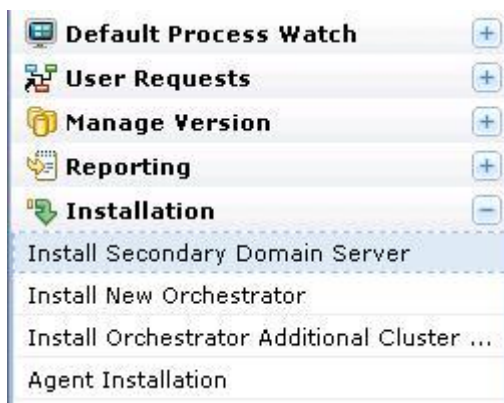 Default Process Watch
User Requests
Manage Version
Reporting
Installation
Install Secondary Domain Server
Install New Orchestrator
Install Orchestrator Additional Cluster ...
Agent Installation